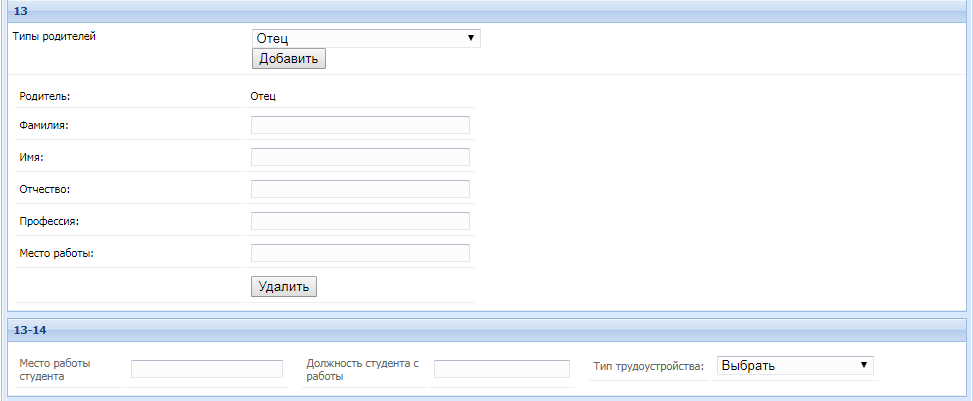 13
Типы родителей Отец
Добавить
Родитель: Отец
Фамилия:
Имя:
Отчество:
Профессия:
Место работы:
Удалить
13-14
Место работы студента Должность студента с работы Тип трудоустройства: Выбрать